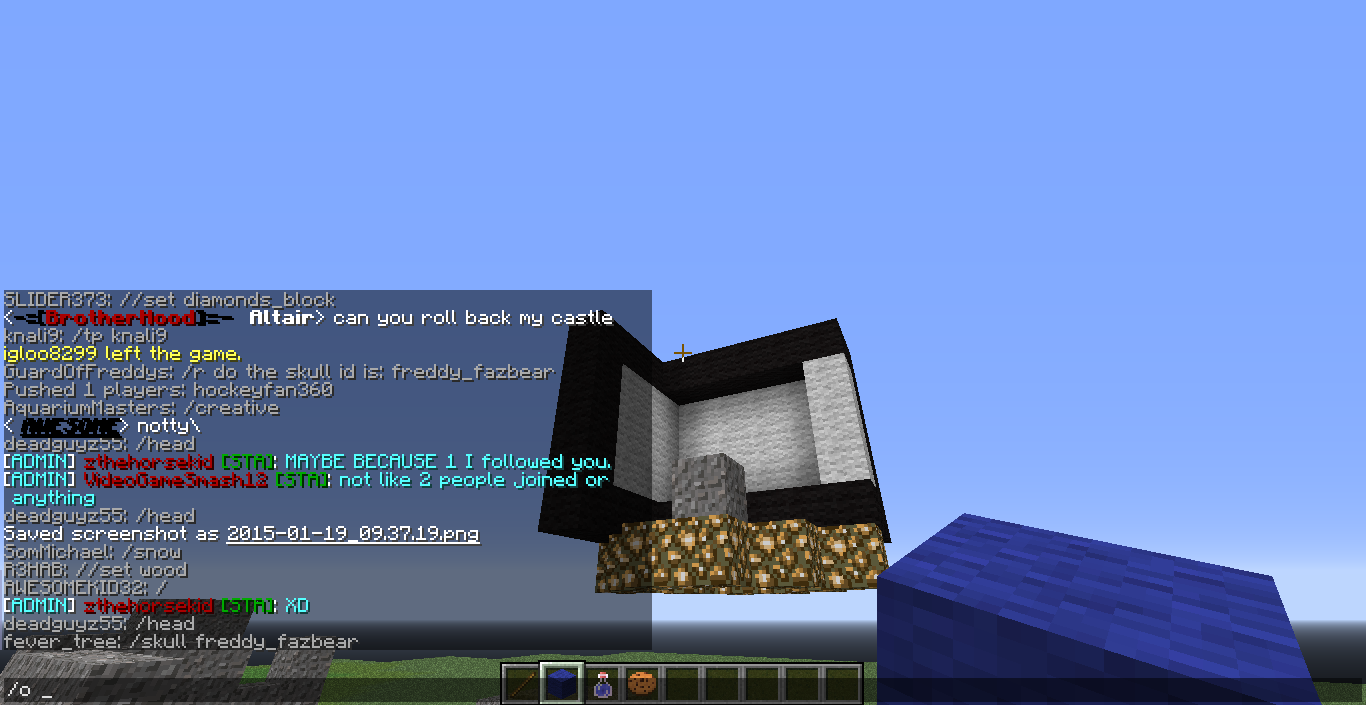 SLIDER373: //set diamonds_block
<-=[BrotherHood]=- Altair> can you roll back my castle
knali9: /tp knali9
igloo8299 left the game.
GuardOfFreddys: /r do the skull id is: freddy_fazbear
Pushed 1 players: hockeyfan360
AquariumMasters: /creative
< AWESOME> notty\
deadguyz55: /head
[ADMIN] zthehorsekid [STA]: MAYBE BECAUSE 1 I followed you.
[ADMIN] VideoGameSmash12 [STA]: not like 2 people joined or
anything
deadguyz55: /head
Saved screenshot as 2015-01-19_09.37.19.png
SomMichael: /snow
R3HAB: //set wood
AWESOMEKID32: /
[ADMIN] zthehorsekid [STA]: XD
deadguyz55: /head
fever_tree: /skull freddy_fazbear
/o _